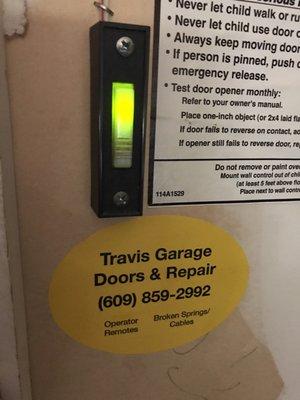 • Never let child walk or ru
• Never let child use door
• Always keep moving door
• If person is pinned, push
emergency release.
• Test door opener monthly:
Refer to your owner's manual.
Place one-inch object (or 2x4 laid fla
If door fails to reverse on contact, ad
If opener still fails to reverse door, re
Do not remove or paint over
Mount wall control out of chil
(at least 5 feet above flo
Place next to wall contr
114A1529
Travis Garage
Doors & Repair
(609) 859-2992
Operator
Remotes
Broken Springs/
Cables